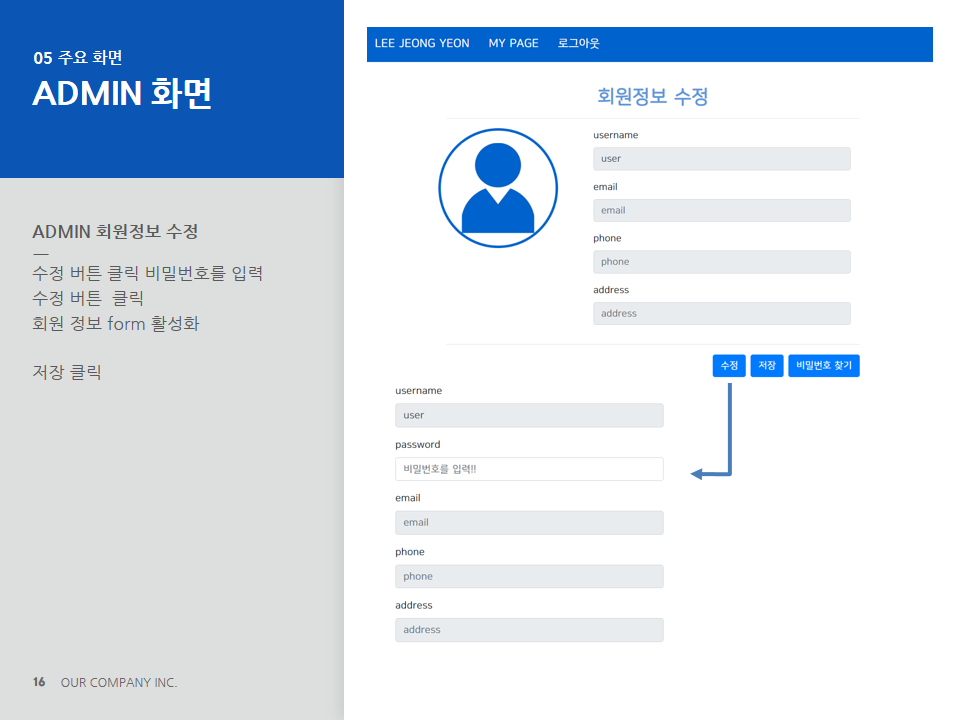 05 주요 화면
ADMIN 화면
ADMIN 회원정보 수정
—
수정 버튼 클릭 비밀번호를 입력
수정 버튼 클릭
회원 정보 form 활성화
저장 클릭
16 OUR COMPANY INC.
LEE JEONG YEON MY PAGE 로그아웃
회원정보 수정
username
user
email
email
phone
phone
address
address
수정 저장 비밀번호 찾기
username
user
password
비밀번호를 입력!!
email
email
phone
phone
address
address